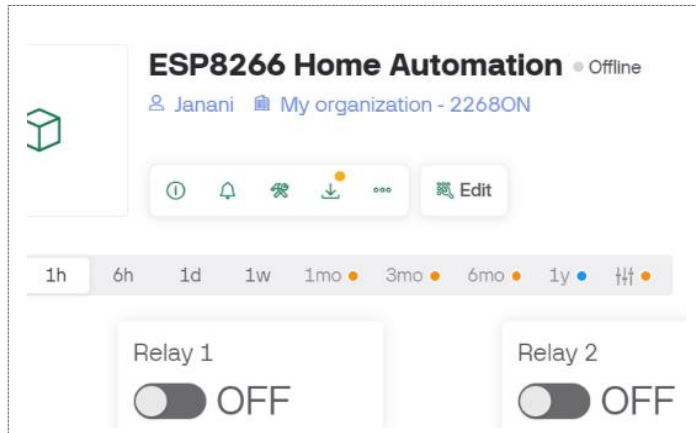 ESP8266 Home Automation Offline
Janani My organization - 2268ON
Edit
1h 6h 1d 1w 1mo 3mo 6mo 1y
Relay 1 Relay 2
OFF OFF